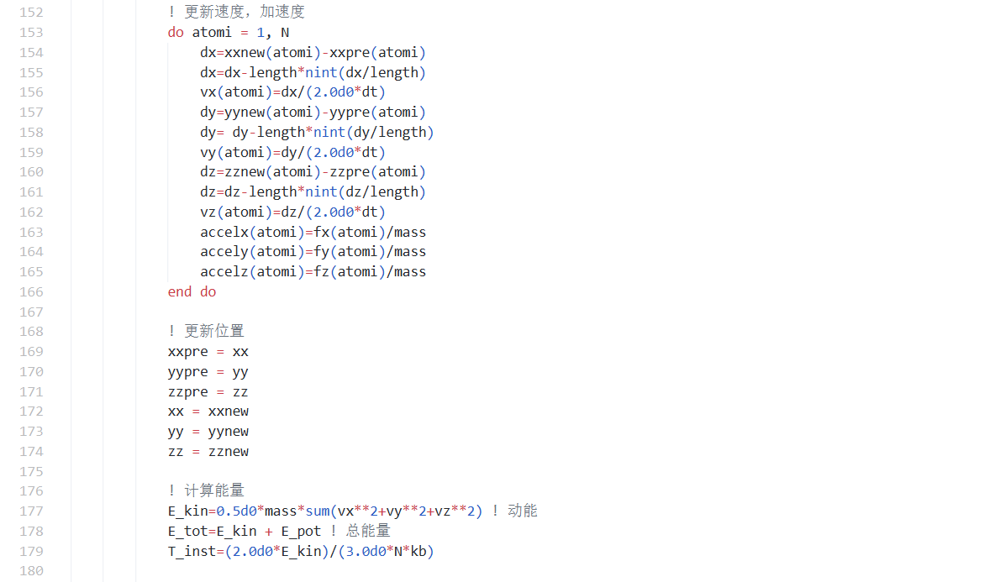 152 ! 更新速度，加速度
153 do atomi = 1, N
154 dx=xxnew(atomi)-xxpre(atomi)
155 dx=dx-length*nint(dx/length)
156 vx(atomi)=dx/(2.0d0*dt)
157 dy=yynew(atomi)-yypre(atomi)
158 dy= dy-length*nint(dy/length)
159 vy(atomi)=dy/(2.0d0*dt)
160 dz=zznew(atomi)-zzpre(atomi)
161 dz=dz-length*nint(dz/length)
162 vz(atomi)=dz/(2.0d0*dt)
163 accelx(atomi)=fx(atomi)/mass
164 accely(atomi)=fy(atomi)/mass
165 accelz(atomi)=fz(atomi)/mass
166 end do
167
168 ! 更新位置
169 xxpre = xx
170 yypre = yy
171 zzpre = zz
172 xx = xxnew
173 yy = yynew
174 zz = zznew
175
176 ! 计算能量
177 E_kin=0.5d0*mass*sum(vx**2+vy**2+vz**2) ! 动能
178 E_tot=E_kin + E_pot ! 总能量
179 T_inst=(2.0d0*E_kin)/(3.0d0*N*kb)
180